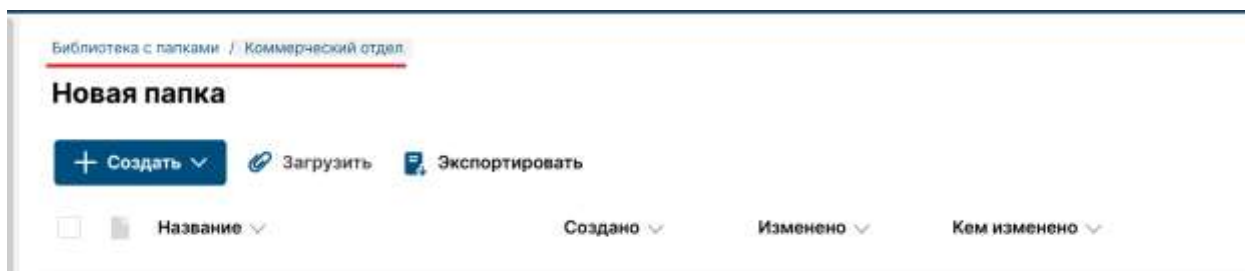 Библиотека с папками / Коммерческий отдел
Новая папка
Создать Загрузить Экспортировать
Название Создано Изменено Кем изменено